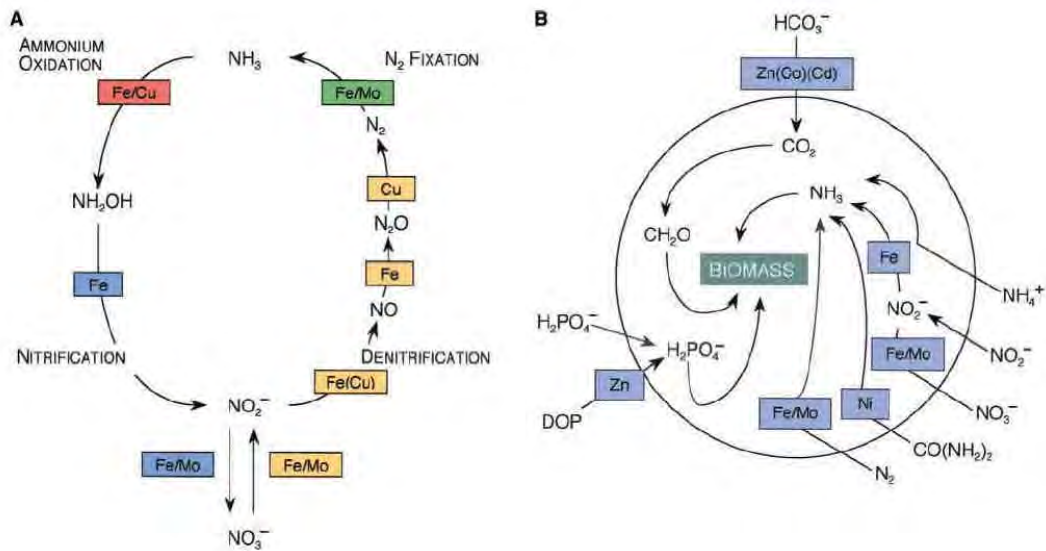 A
AMMONIUM
OXIDATION
NH₃
N₂ FIXATION
Fe/Cu
Fe/Mo
N₂
Cu
NH₂OH
N₂O
Fe
Fe
NO
NITRIFICATION
DENITRIFICATION
Fe(Cu)
NO₂⁻
Fe/Mo
Fe/Mo
NO₃⁻
B
HCO₃⁻
Zn(Co)(Cd)
CO₂
NH₃
CH₂O
Fe
BIOMASS
NH₄⁺
NO₂⁻
H₂PO₄⁻
H₂PO₄⁻
Fe/Mo
NO₂⁻
Zn
DOP
Fe/Mo
Ni
NO₃⁻
CO(NH₂)₂
N₂